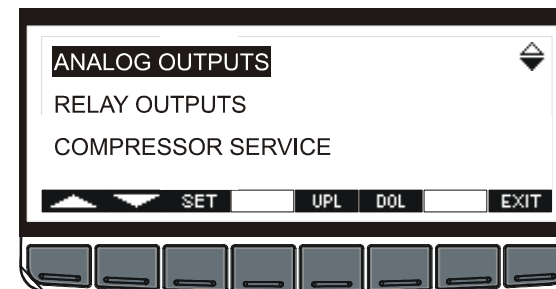 ANALOG OUTPUTS
RELAY OUTPUTS
COMPRESSOR SERVICE
SET UPL DOL EXIT